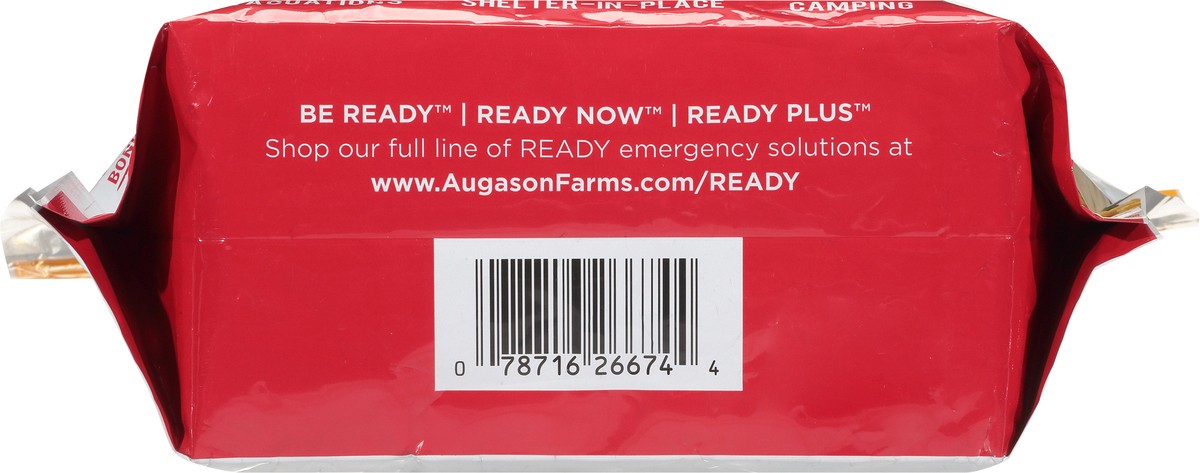 SHELTER-IN-PLACE CAMPING
BE READY™ | READY NOW™ | READY PLUS™
Shop our full line of READY emergency solutions at
www.AugasonFarms.com/READY
0 78716 26674 4